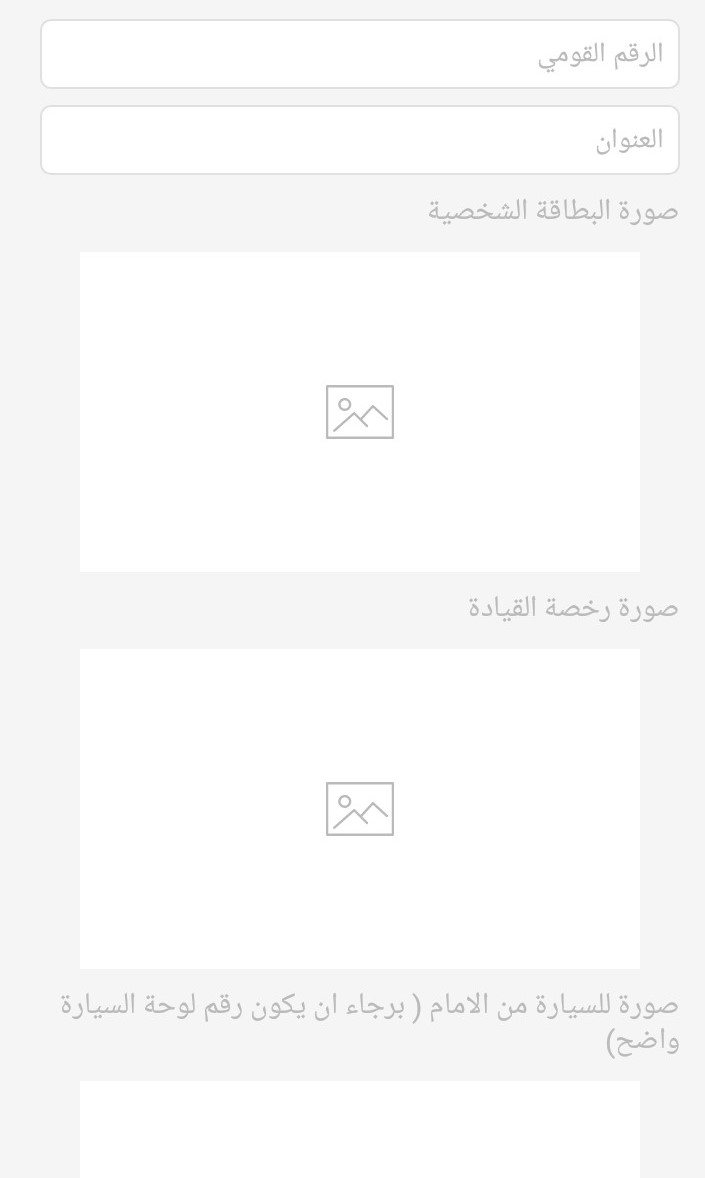 الرقم القومي
العنوان
صورة البطاقة الشخصية
صورة رخصة القيادة
صورة للسيارة من الامام ( برجاء ان يكون رقم لوحة السيارة
واضح)